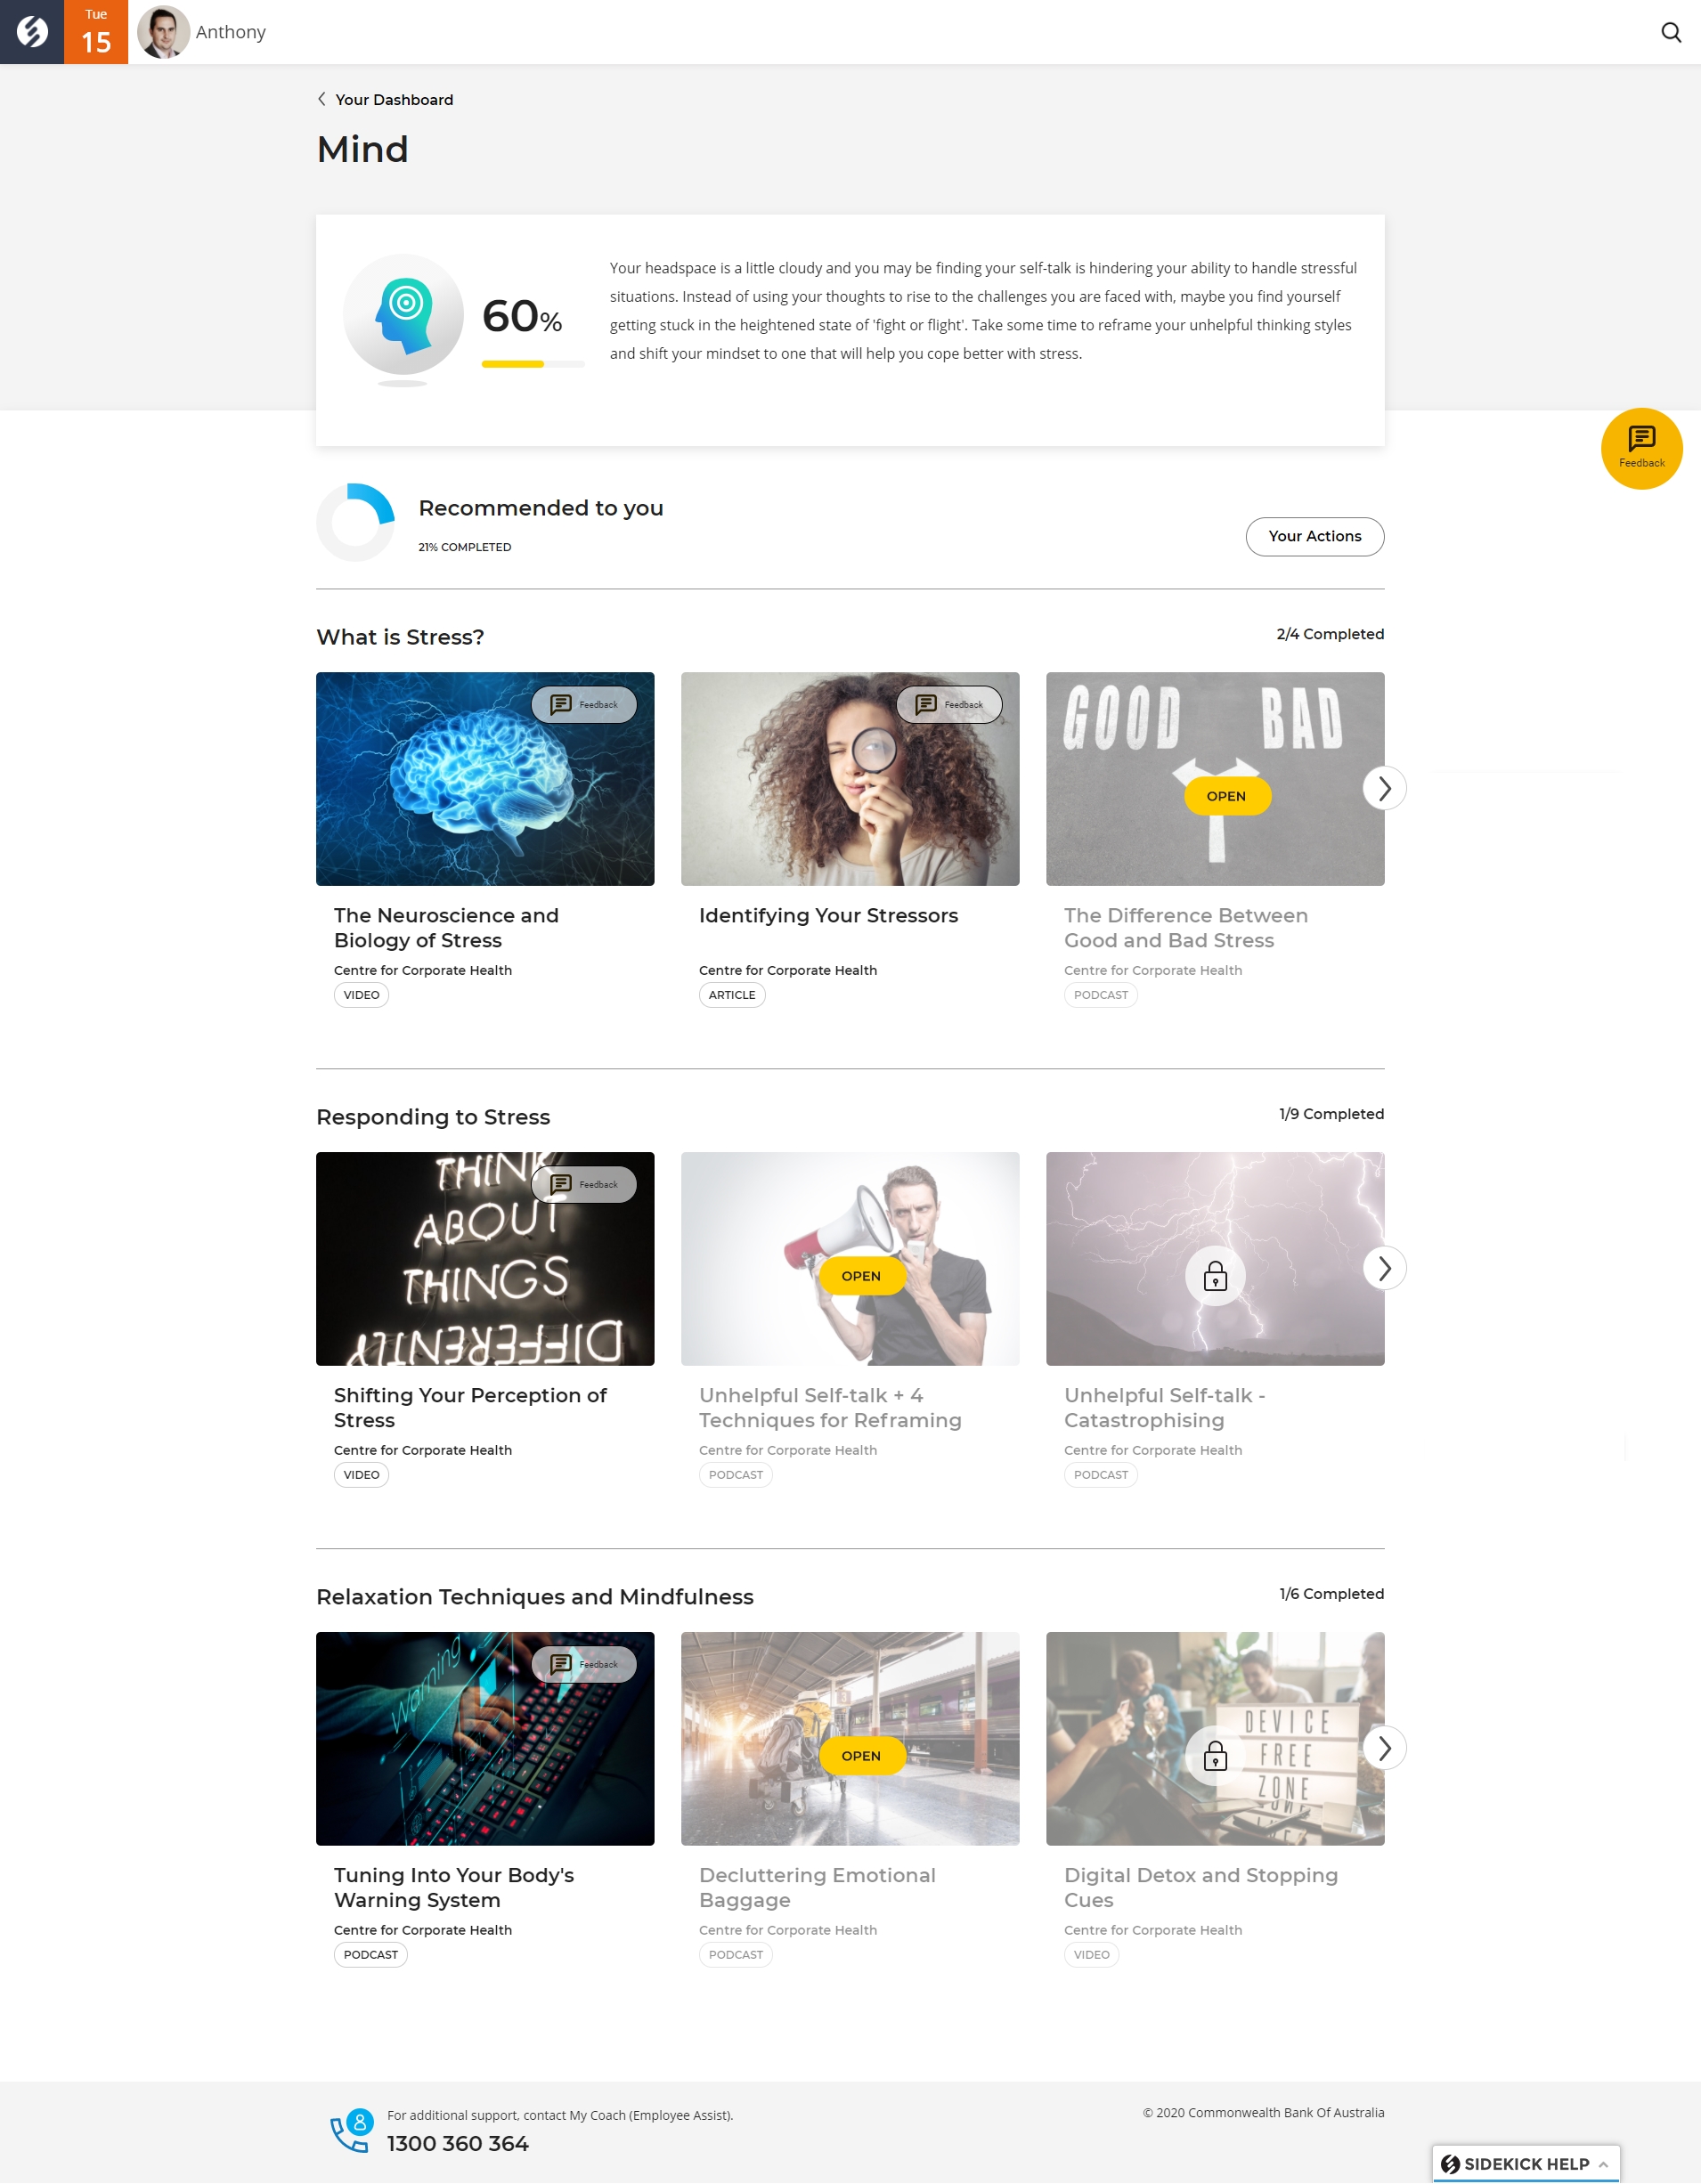 Tue
15
Anthony
Your Dashboard
Mind
60%
Your headspace is a little cloudy and you may be finding your self-talk is hindering your ability to handle stressful
situations. Instead of using your thoughts to rise to the challenges you are faced with, maybe you find yourself
getting stuck in the heightened state of 'fight or flight'. Take some time to reframe your unhelpful thinking styles
and shift your mindset to one that will help you cope better with stress.
Feedback
Recommended to you
21% COMPLETED
Your Actions
What is Stress?
2/4 Completed
Feedback
Feedback
GOOD BAD
OPEN
The Neuroscience and
Biology of Stress
Centre for Corporate Health
VIDEO
Identifying Your Stressors
Centre for Corporate Health
ARTICLE
The Difference Between
Good and Bad Stress
Centre for Corporate Health
PODCAST
Responding to Stress
1/9 Completed
THINK
ABOUT
THINGS
DIFFERENTLY
Feedback
OPEN
Shifting Your Perception of
Stress
Centre for Corporate Health
VIDEO
Unhelpful Self-talk + 4
Techniques for Reframing
Centre for Corporate Health
PODCAST
Unhelpful Self-talk -
Catastrophising
Centre for Corporate Health
PODCAST
Relaxation Techniques and Mindfulness
1/6 Completed
Warning
Feedback
3
OPEN
DEVICE
FREE
ZONE
Tuning Into Your Body's
Warning System
Centre for Corporate Health
PODCAST
Decluttering Emotional
Baggage
Centre for Corporate Health
PODCAST
Digital Detox and Stopping
Cues
Centre for Corporate Health
VIDEO
For additional support, contact My Coach (Employee Assist).
1300 360 364
© 2020 Commonwealth Bank Of Australia
SIDEKICK HELP